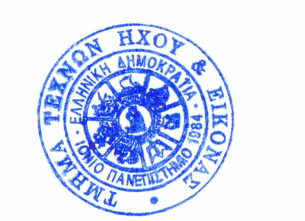 ΤΜΗΜΑ ΤΕΧΝΩΝ ΗΧΟΥ & ΕΙΚΟΝΑΣ
ΕΛΛΗΝΙΚΗ ΔΗΜΟΚΡΑΤΙΑ
ΙΟΝΙΟ ΠΑΝΕΠΙΣΤΗΜΙΟ 1984